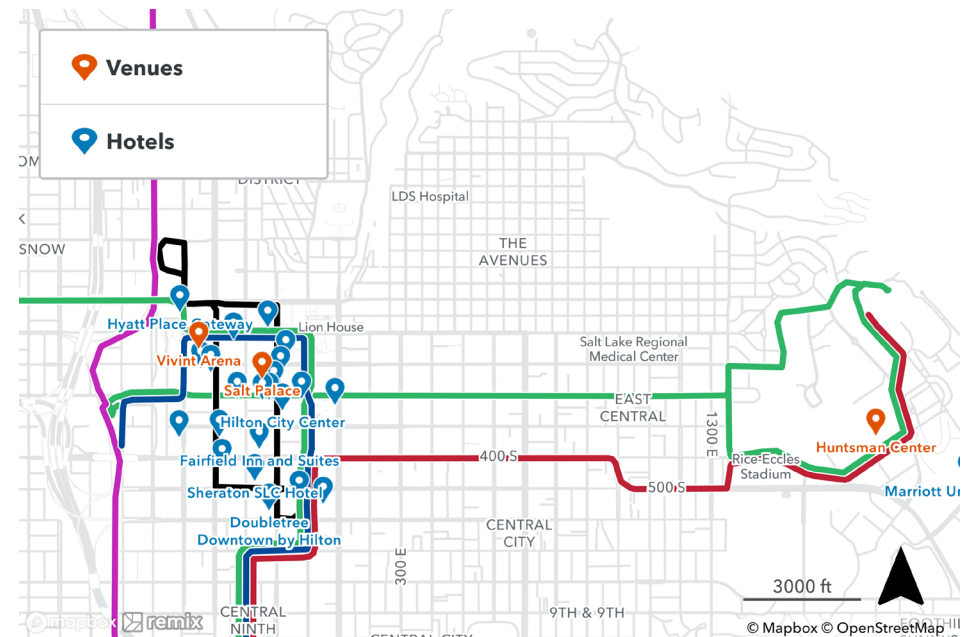 Venues
Hotels
OM
DISTRICT
K
SNOW
LDS Hospital
THE
AVENUES
Hyatt Place Gateway
Lion House
Vivint Arena
Salt Lake Regional
Medical Center
Salt Palace
EAST
CENTRAL
Hilton City Center
1300 E
Huntsman Center
400 S
Fairfield Inn and Suites
Rice-Eccles
Stadium
500 S
Sheraton SLC Hotel
Marriott Un
Doubletree
Downtown by Hilton
CENTRAL
CITY
300 E
3000 ft
CENTRAL
NINTH
9TH & 9TH
mapbox remix
CENTRAL CITY
FOOTHI
© Mapbox © OpenStreetMap